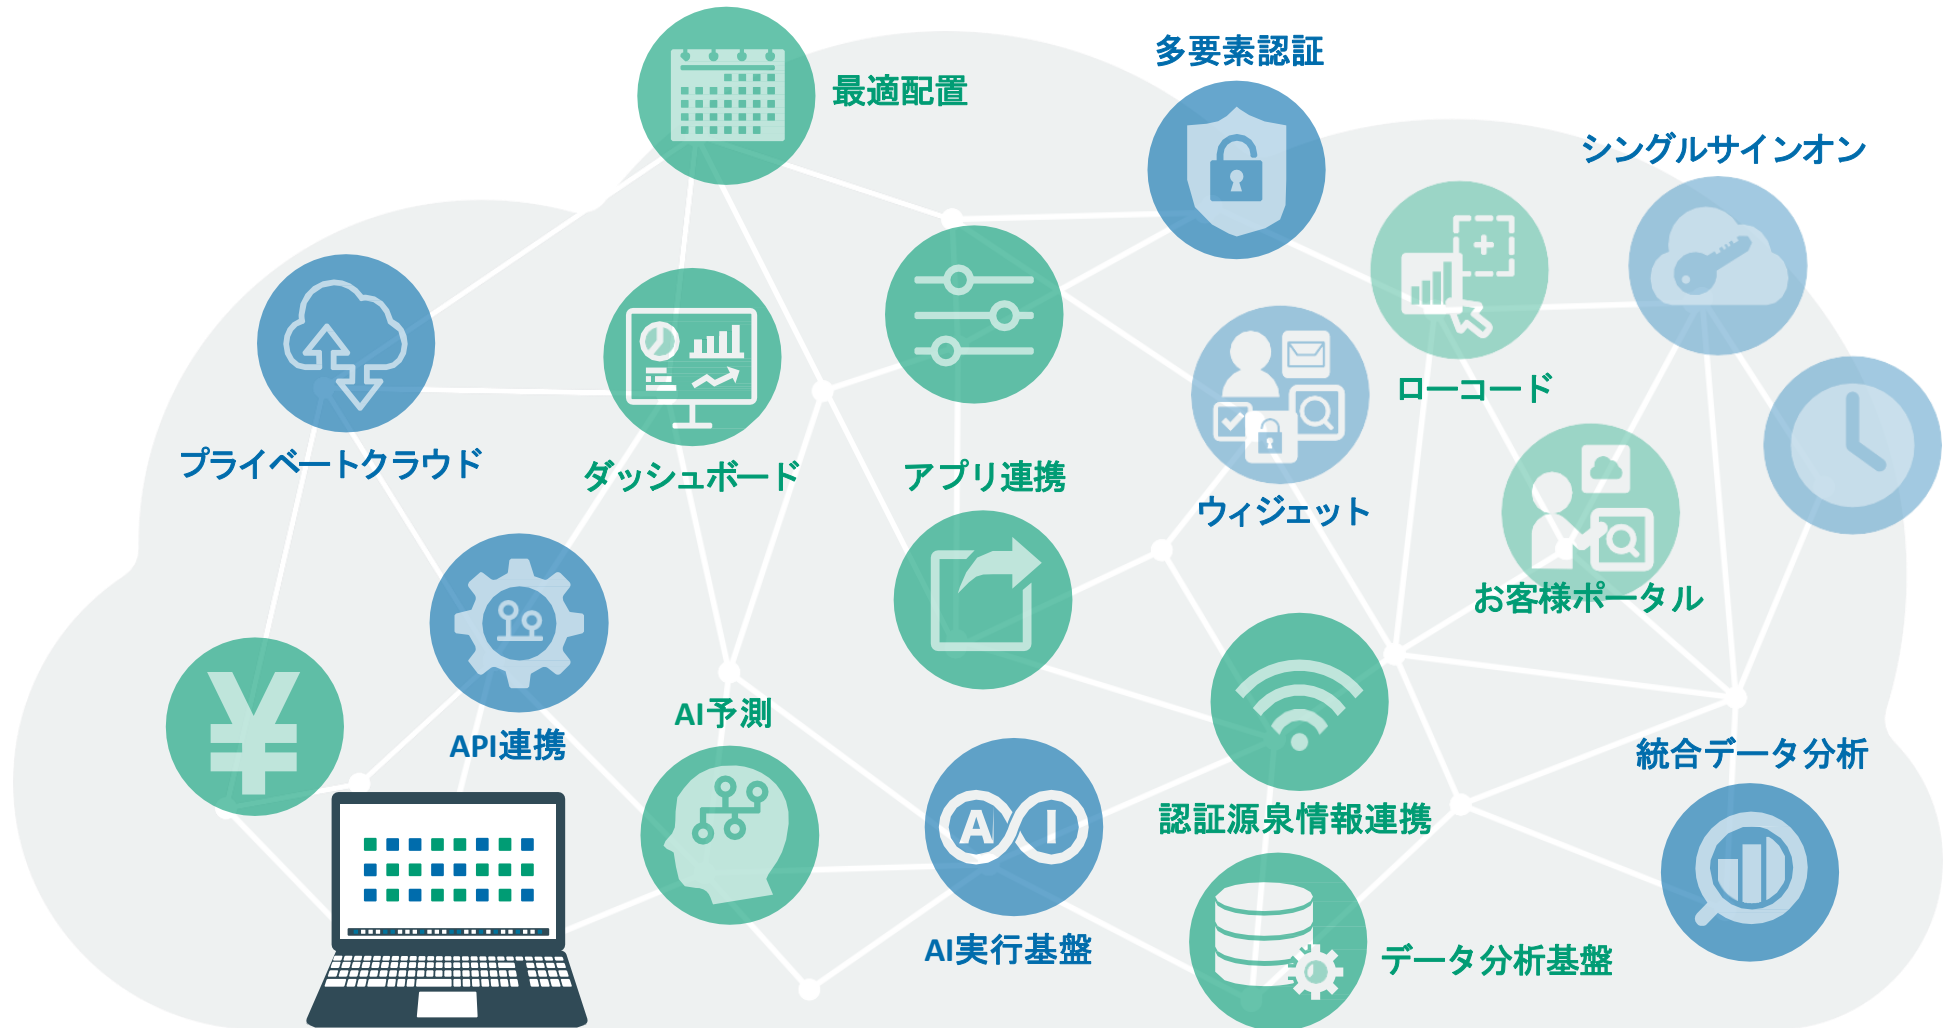 多要素認証
最適配置
シングルサインオン
ローコード
プライベートクラウド
ダッシュボード
アプリ連携
ウィジェット
お客様ポータル
¥
AI予測
API連携
統合データ分析
AI
認証源泉情報連携
AI実行基盤
データ分析基盤